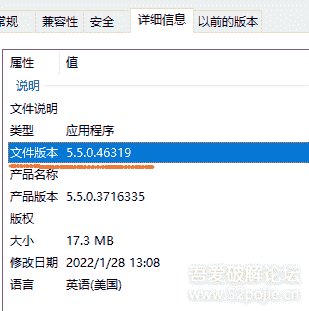 常规 兼容性 安全 详细信息 以前的版本
属性 值
说明
文件说明
类型 应用程序
文件版本 5.5.0.46319
产品名称
产品版本 5.5.0.3716335
版权
大小 17.3 MB
修改日期 2022/1/28 13:08
语言 英语(美国)
吾爱破解论坛
www.52pojie.cn